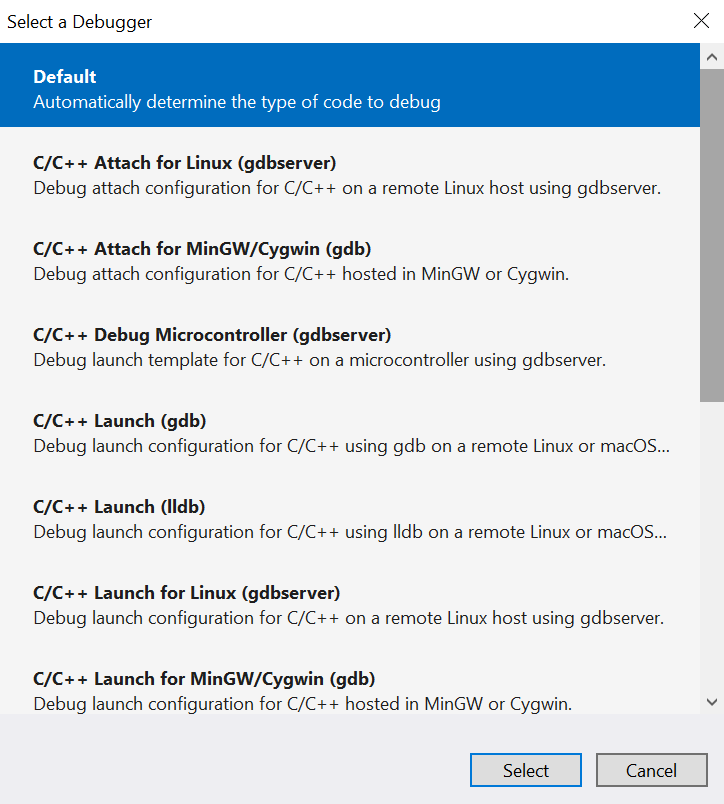 Select a Debugger
Default
Automatically determine the type of code to debug
C/C++ Attach for Linux (gdbserver)
Debug attach configuration for C/C++ on a remote Linux host using gdbserver.
C/C++ Attach for MinGW/Cygwin (gdb)
Debug attach configuration for C/C++ hosted in MinGW or Cygwin.
C/C++ Debug Microcontroller (gdbserver)
Debug launch template for C/C++ on a microcontroller using gdbserver.
C/C++ Launch (gdb)
Debug launch configuration for C/C++ using gdb on a remote Linux or macOS...
C/C++ Launch (lldb)
Debug launch configuration for C/C++ using lldb on a remote Linux or macOS...
C/C++ Launch for Linux (gdbserver)
Debug launch configuration for C/C++ on a remote Linux host using gdbserver.
C/C++ Launch for MinGW/Cygwin (gdb)
Debug launch configuration for C/C++ hosted in MinGW or Cygwin.
Select
Cancel